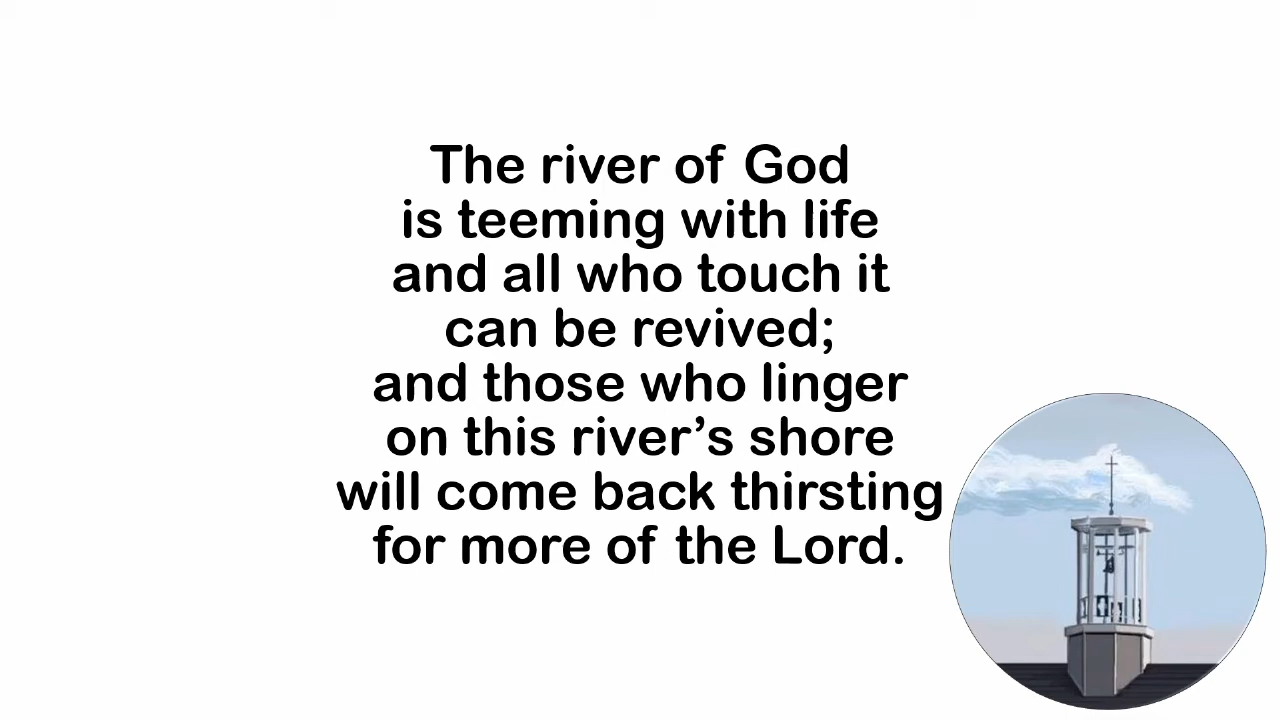 The river of God
is teeming with life
and all who touch it
can be revived;
and those who linger
on this river’s shore
will come back thirsting
for more of the Lord.